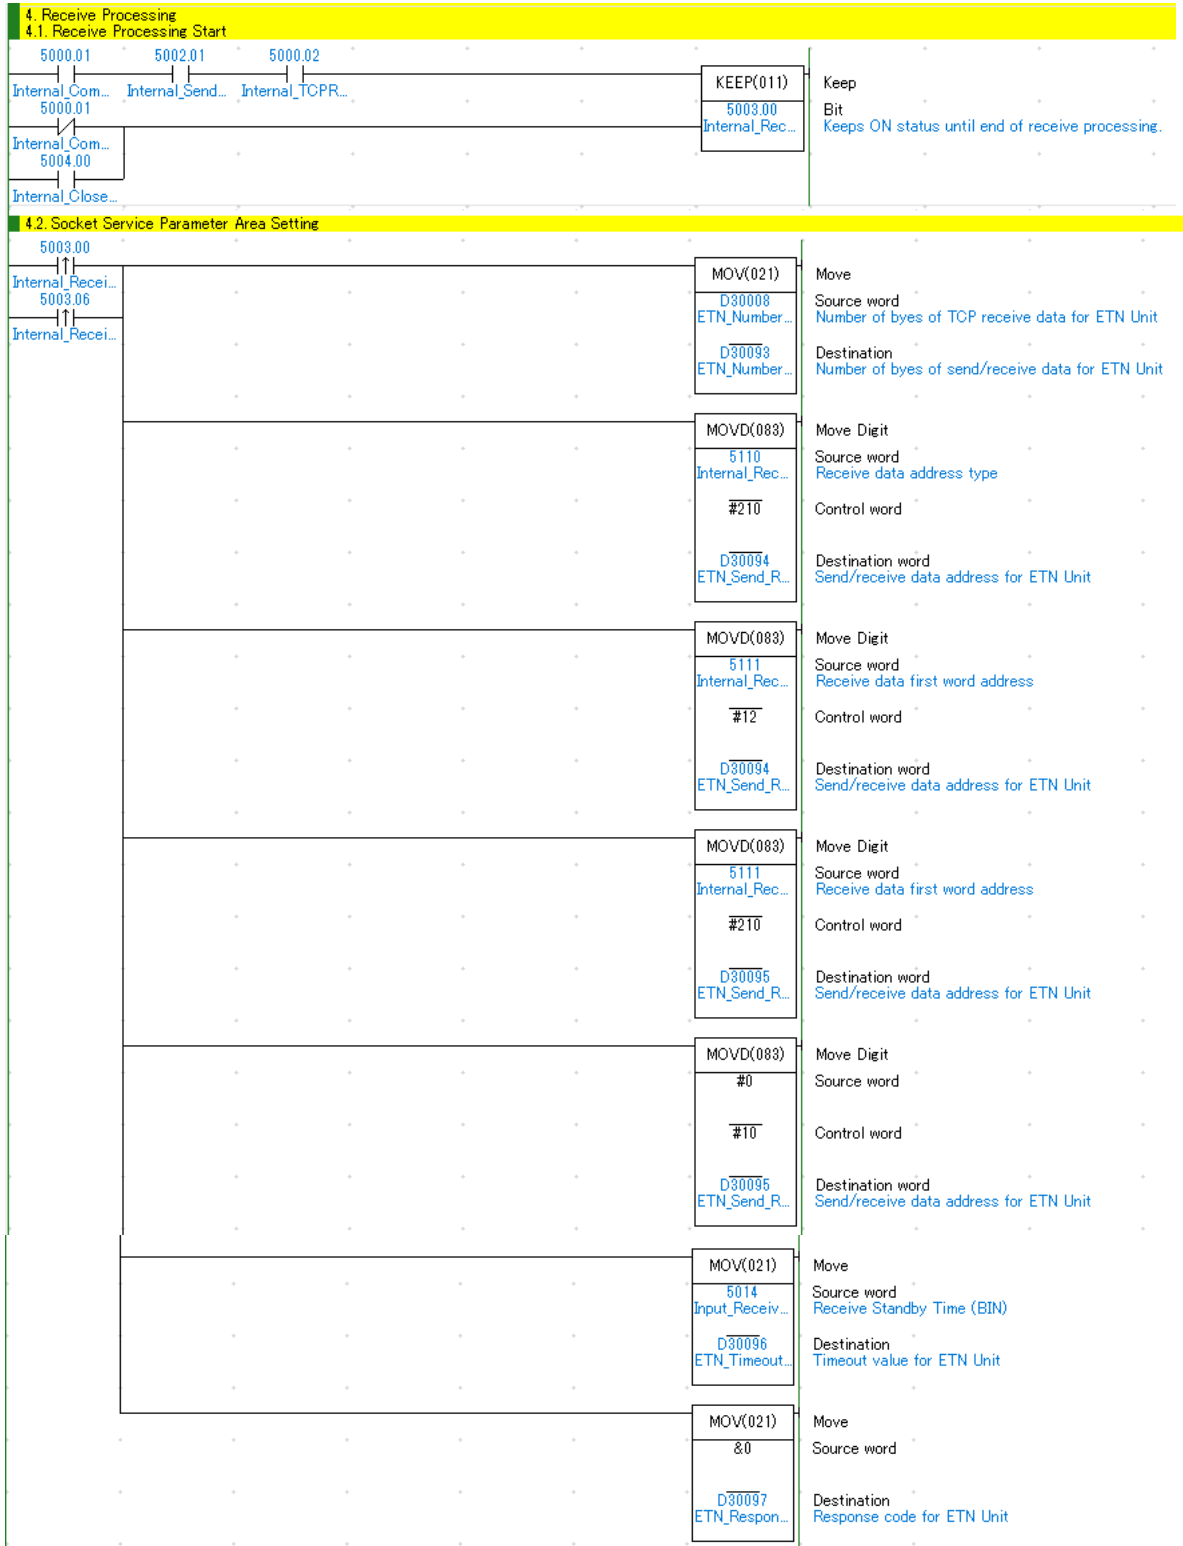 4. Receive Processing
4.1. Receive Processing Start
5000.01 5002.01 5000.02
Internal_Com... Internal_Send... Internal_TCPR...
KEEP(011) Keep
5000.01
5003.00 Bit
Internal_Rec... Keeps ON status until end of receive processing.
Internal_Com...
5004.00
Internal_Close...
4.2. Socket Service Parameter Area Setting
5003.00
Internal_Recei...
MOV(021) Move
5003.06
D30008 Source word
ETN_Number... Number of byes of TCP receive data for ETN Unit
Internal_Recei...
D30093 Destination
ETN_Number... Number of byes of send/receive data for ETN Unit
MOVD(083) Move Digit
5110 Source word
Internal_Rec... Receive data address type
#210 Control word
D30094 Destination word
ETN_Send_R... Send/receive data address for ETN Unit
MOVD(083) Move Digit
5111 Source word
Internal_Rec... Receive data first word address
#12 Control word
D30094 Destination word
ETN_Send_R... Send/receive data address for ETN Unit
MOVD(083) Move Digit
5111 Source word
Internal_Rec... Receive data first word address
#210 Control word
D30095 Destination word
ETN_Send_R... Send/receive data address for ETN Unit
MOVD(083) Move Digit
#0 Source word
#10 Control word
D30095 Destination word
ETN_Send_R... Send/receive data address for ETN Unit
MOV(021) Move
5014 Source word
Input_Receiv... Receive Standby Time (BIN)
D30096 Destination
ETN_Timeout... Timeout value for ETN Unit
MOV(021) Move
&0 Source word
D30097 Destination
ETN_Respon... Response code for ETN Unit